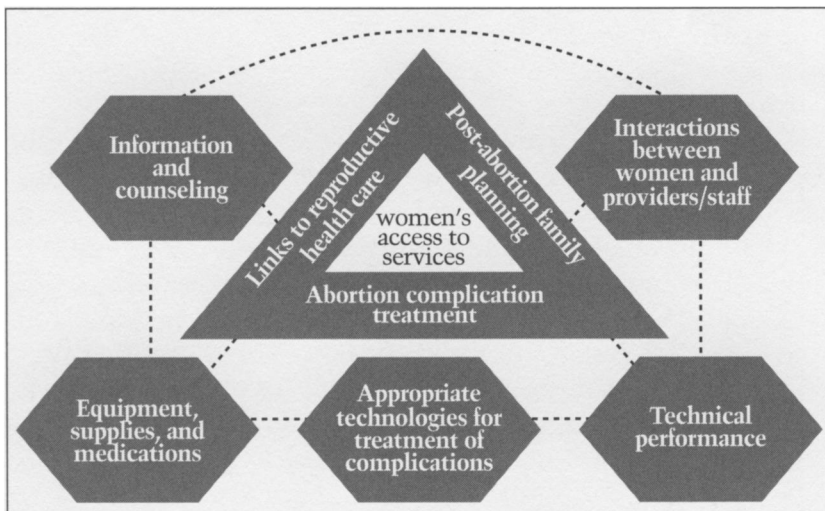 Information
and
counseling
Links to reproductive
health care
Post-abortion family
planning
Interactions
between
women and
providers/staff
women's
access to
services
Abortion complication
treatment
Equipment,
supplies, and
medications
Appropriate
technologies for
treatment of
complications
Technical
performance